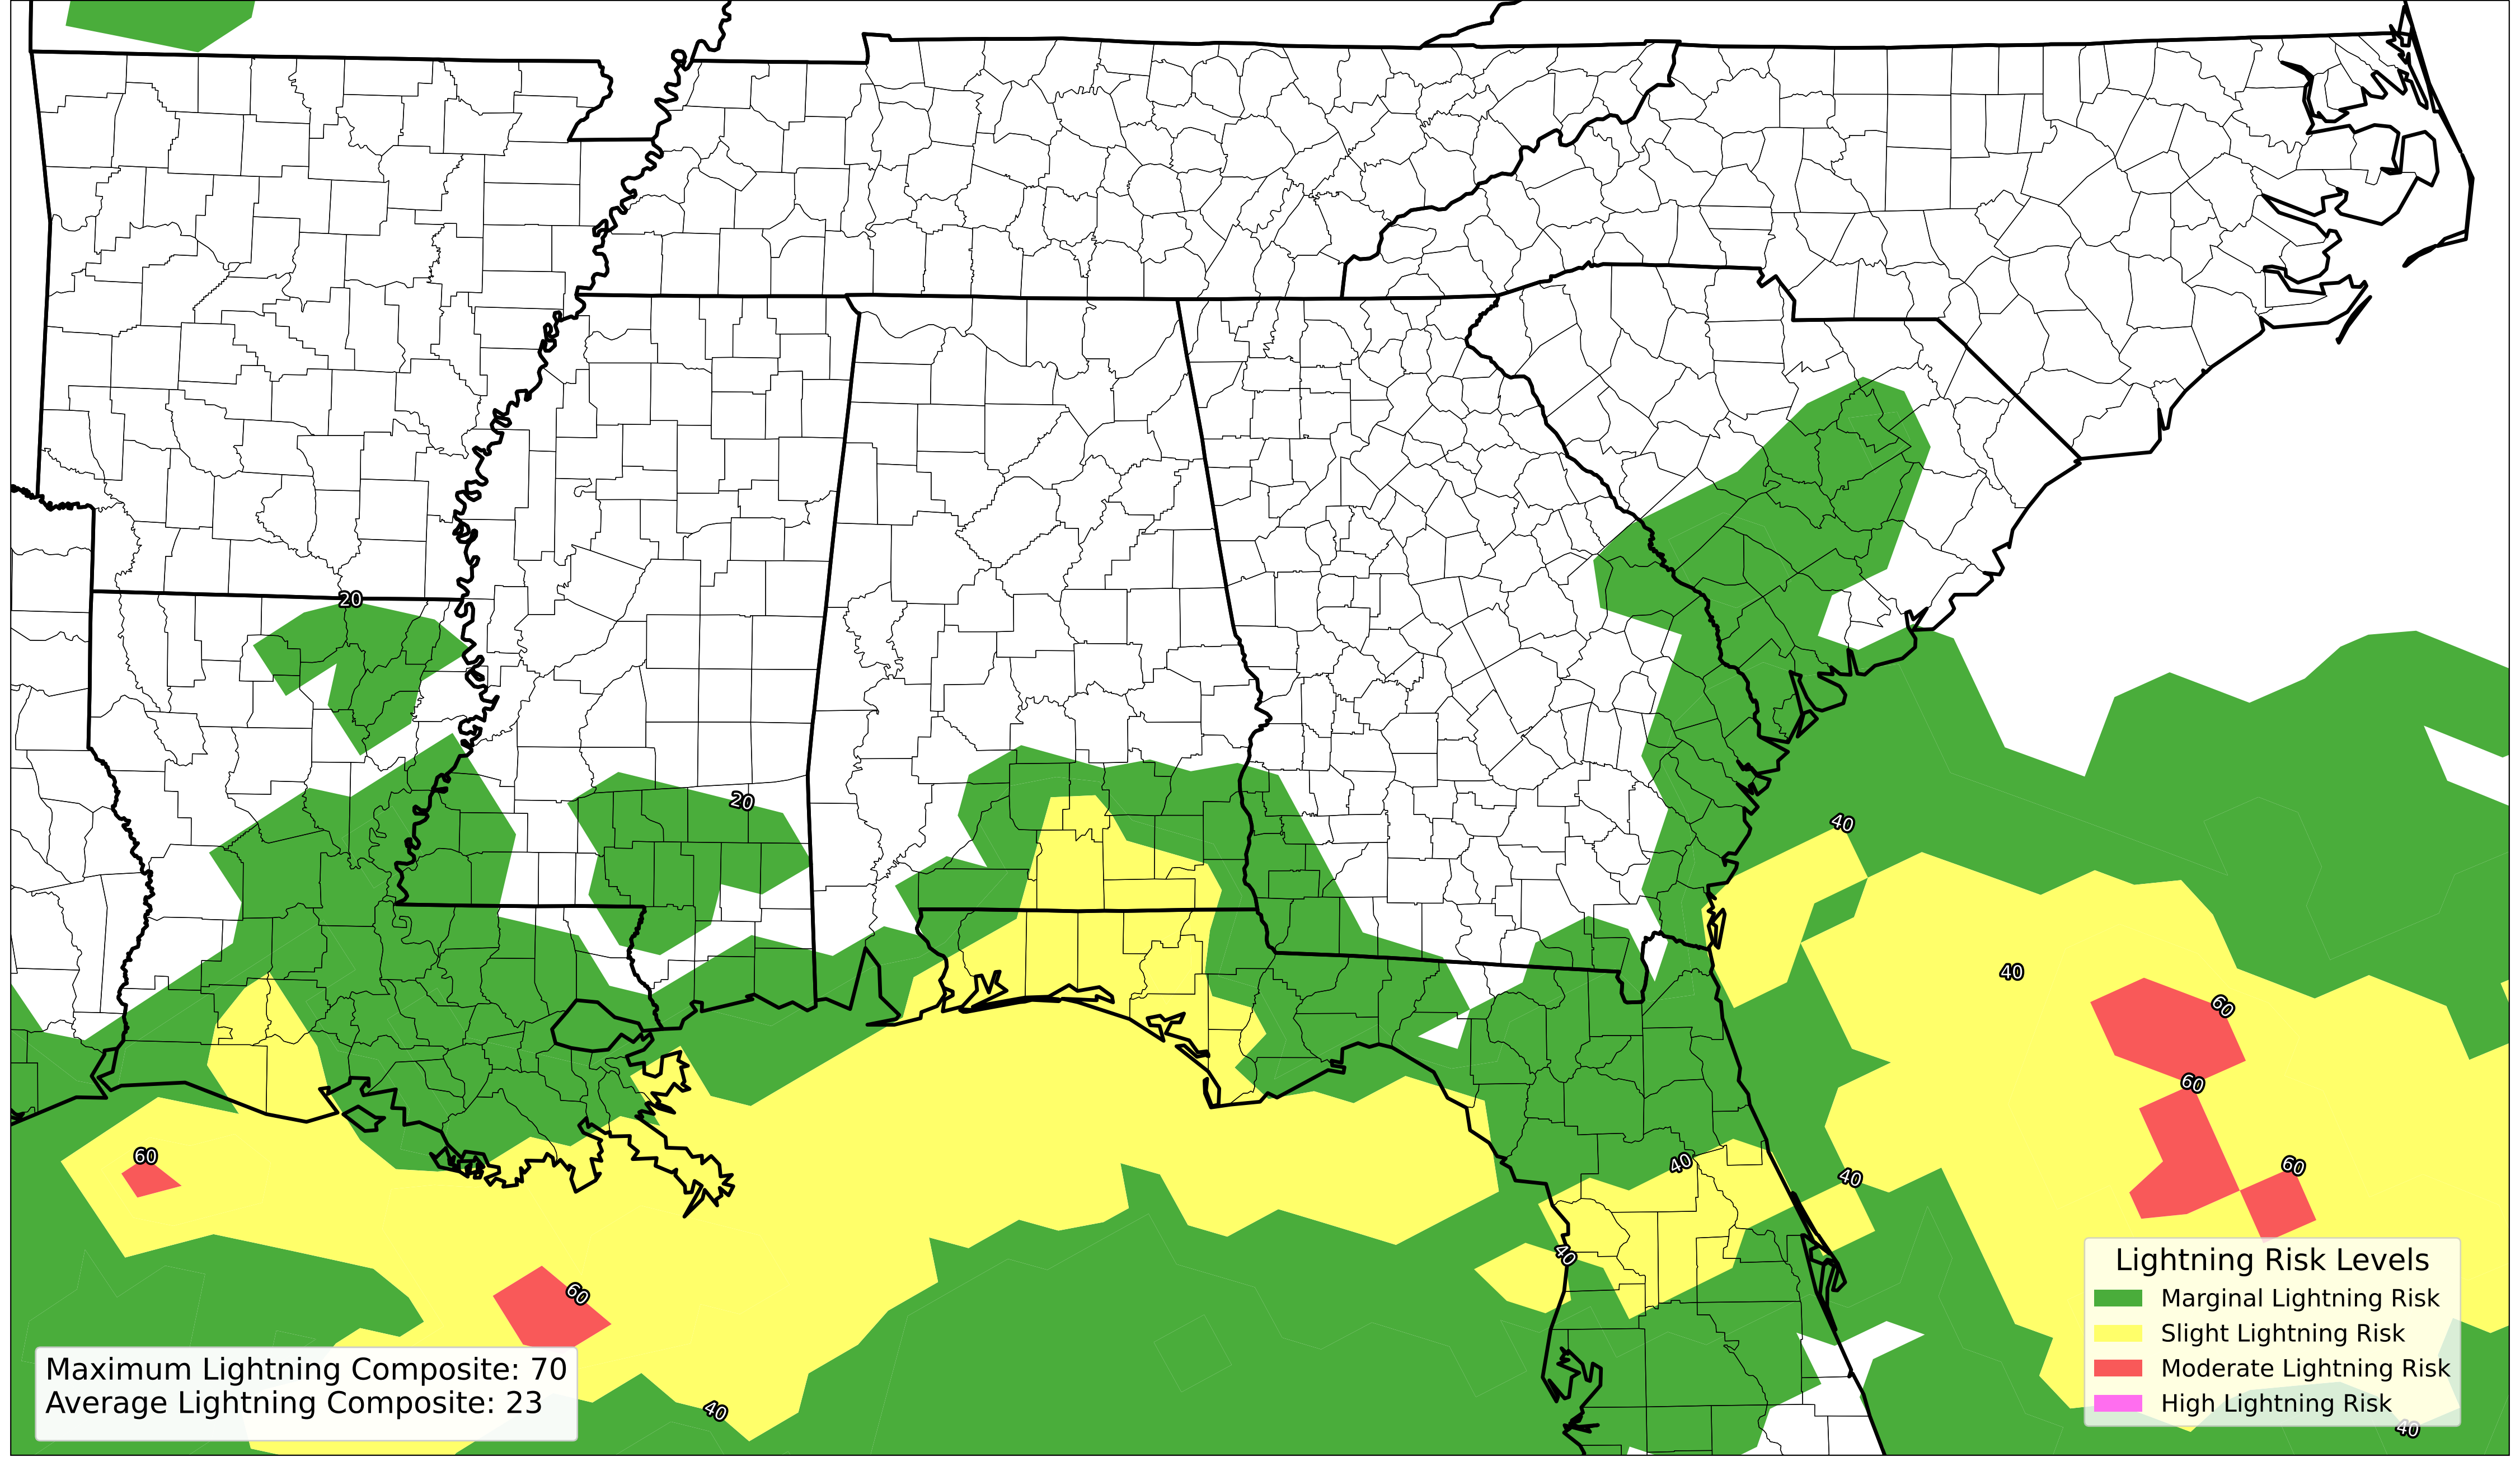 20
20
40
40
60
60
40
60
60
40
40
60
40
40
Lightning Risk Levels
Marginal Lightning Risk
Slight Lightning Risk
Moderate Lightning Risk
High Lightning Risk
Maximum Lightning Composite: 70
Average Lightning Composite: 23